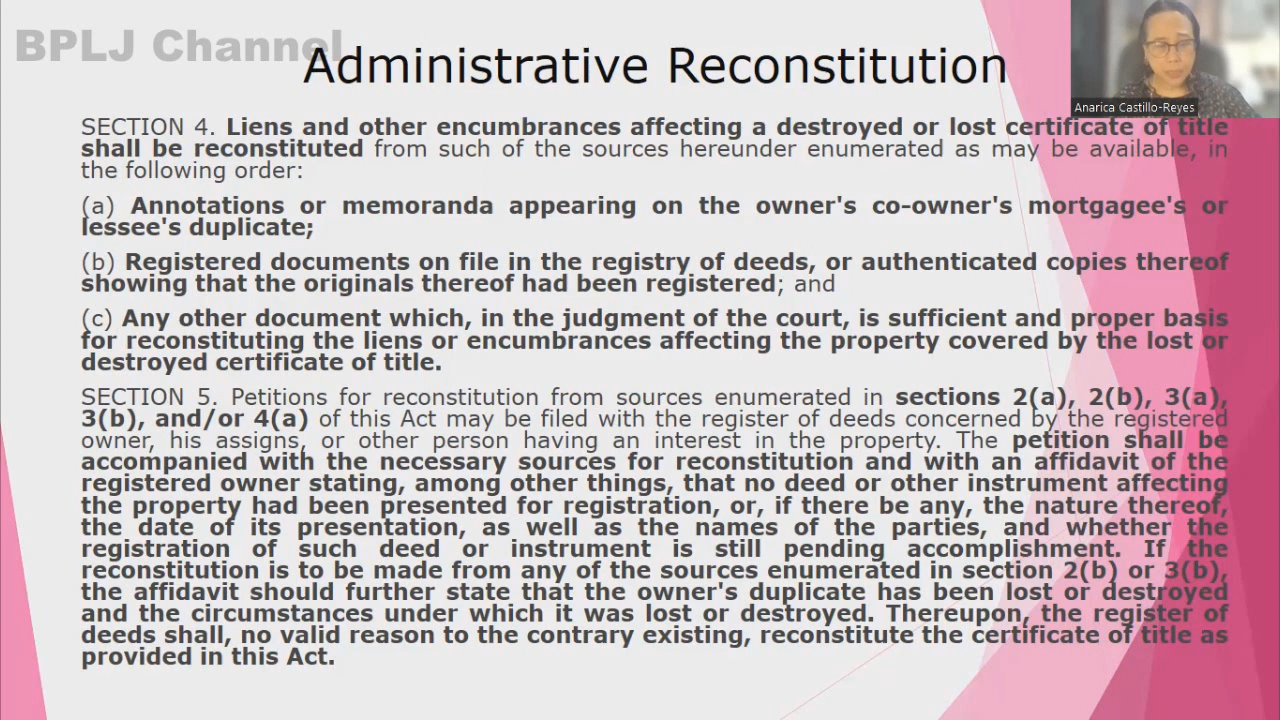 BPLJ Channel
Administrative Reconstitution
Anarica Castillo-Reyes
SECTION 4. Liens and other encumbrances affecting a destroyed or lost certificate of title
shall be reconstituted from such of the sources hereunder enumerated as may be available, in
the following order:
(a) Annotations or memoranda appearing on the owner's co-owner's mortgagee's or
lessee's duplicate;
(b) Registered documents on file in the registry of deeds, or authenticated copies thereof
showing that the originals thereof had been registered; and
(c) Any other document which, in the judgment of the court, is sufficient and proper basis
for reconstituting the liens or encumbrances affecting the property covered by the lost or
destroyed certificate of title.
SECTION 5. Petitions for reconstitution from sources enumerated in sections 2(a), 2(b), 3(a),
3(b), and/or 4(a) of this Act may be filed with the register of deeds concerned by the registered
owner, his assigns, or other person having an interest in the property. The petition shall be
accompanied with the necessary sources for reconstitution and with an affidavit of the
registered owner stating, among other things, that no deed or other instrument affecting
the property had been presented for registration, or, if there be any, the nature thereof,
the date of its presentation, as well as the names of the parties, and whether the
registration of such deed or instrument is still pending accomplishment. If the
reconstitution is to be made from any of the sources enumerated in section 2(b) or 3(b),
the affidavit should further state that the owner's duplicate has been lost or destroyed
and the circumstances under which it was lost or destroyed. Thereupon, the register of
deeds shall, no valid reason to the contrary existing, reconstitute the certificate of title as
provided in this Act.